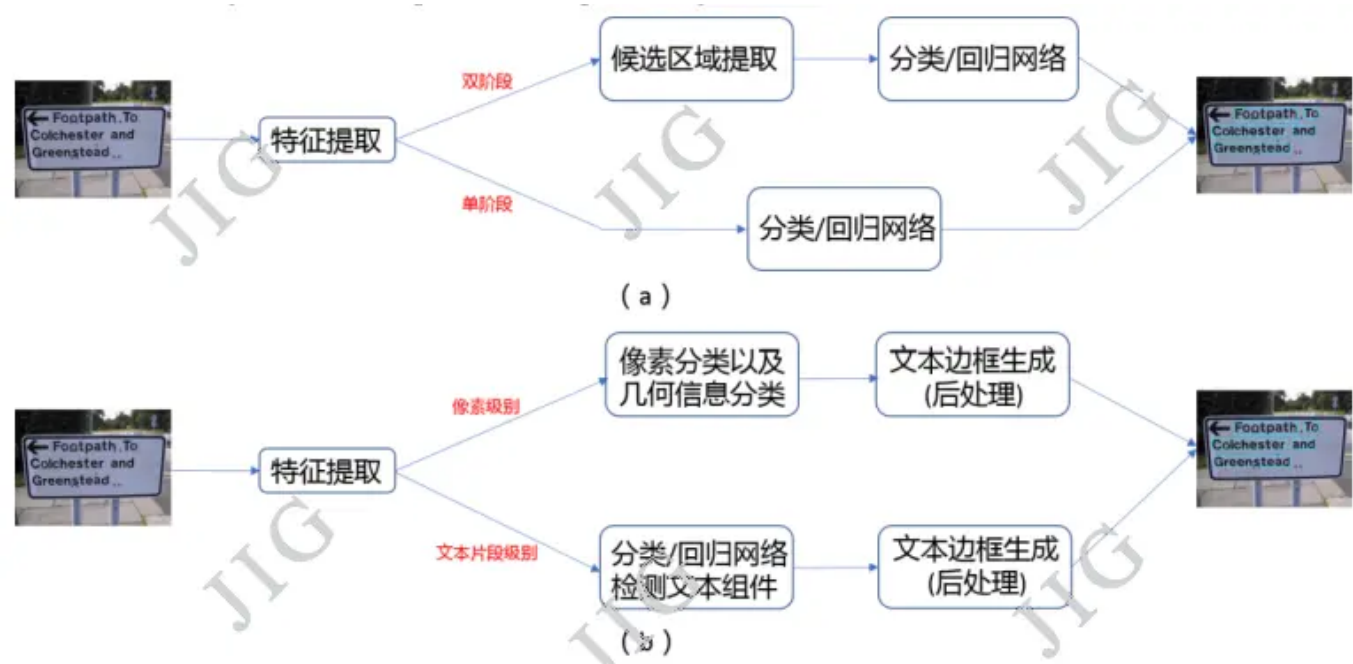 双阶段
候选区域提取
分类/回归网络
← Footpath To
Colchester and
Greenstead
特征提取
← Footpath To
Colchester and
Greenstead
单阶段
分类/回归网络
JIG
JIG
JIG
（a）
像素级别
像素分类以及
几何信息分类
文本边框生成
(后处理)
← Footpath To
Colchester and
Greenstead
特征提取
← Footpath To
Colchester and
Greenstead
文本片段级别
分类/回归网络
检测文本组件
文本边框生成
(后处理)
JIG
JIG
JIG
（b）